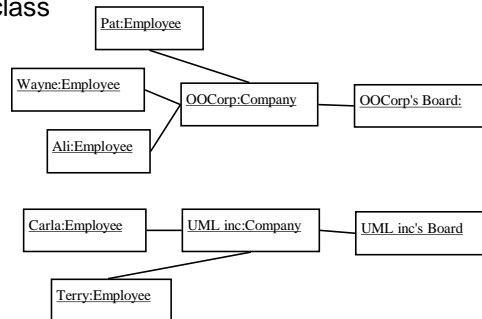 class
Pat:Employee
Wayne:Employee
OOCorp:Company
OOCorp's Board:
Ali:Employee
Carla:Employee
UML inc:Company
UML inc's Board
Terry:Employee